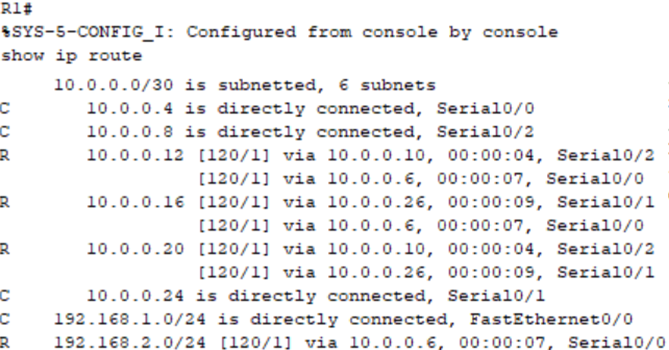 R1#
%SYS-5-CONFIG_I: Configured from console by console
show ip route
10.0.0.0/30 is subnetted, 6 subnets
C 10.0.0.4 is directly connected, Serial0/0
C 10.0.0.8 is directly connected, Serial0/2
R 10.0.0.12 [120/1] via 10.0.0.10, 00:00:04, Serial0/2
[120/1] via 10.0.0.6, 00:00:07, Serial0/0
R 10.0.0.16 [120/1] via 10.0.0.26, 00:00:09, Serial0/1
[120/1] via 10.0.0.6, 00:00:07, Serial0/0
R 10.0.0.20 [120/1] via 10.0.0.10, 00:00:04, Serial0/2
[120/1] via 10.0.0.26, 00:00:09, Serial0/1
C 10.0.0.24 is directly connected, Serial0/1
C 192.168.1.0/24 is directly connected, FastEthernet0/0
R 192.168.2.0/24 [120/1] via 10.0.0.6, 00:00:07, Serial0/0